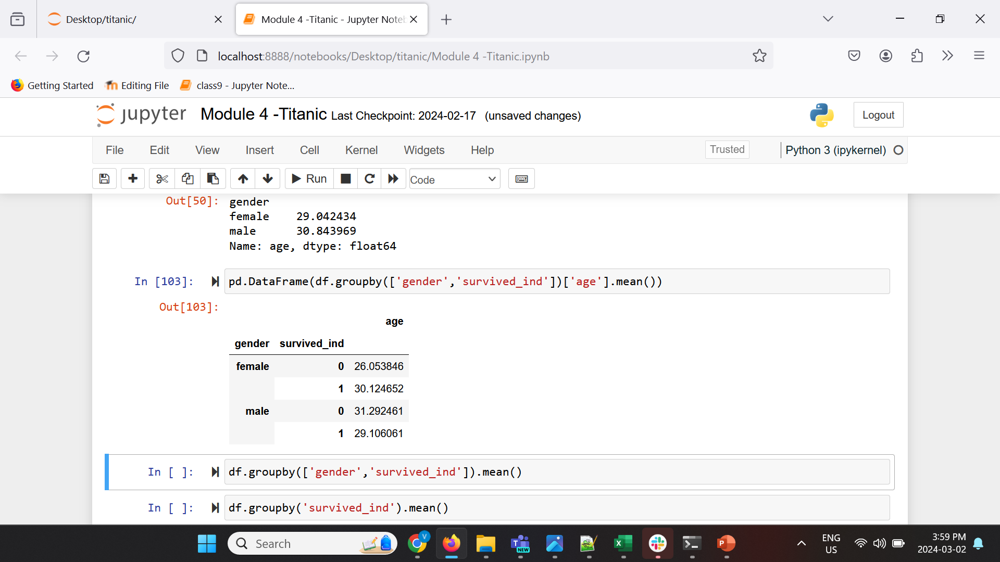 Desktop/titanic/
Module 4 -Titanic - Jupyter Noteb
localhost:8888/notebooks/Desktop/titanic/Module 4 -Titanic.ipynb
Getting Started
Editing File
class9 - Jupyter Note...
jupyter
Module 4 -Titanic Last Checkpoint: 2024-02-17 (unsaved changes)
Logout
File Edit View Insert Cell Kernel Widgets Help
Trusted
Python 3 (ipykernel)
Run
Code
Out[50]: gender
female 29.042434
male 30.843969
Name: age, dtype: float64
In [103]: pd.DataFrame(df.groupby(['gender','survived_ind'])['age'].mean())
Out[103]:
age
gender survived_ind
female 0 26.053846
1 30.124652
male 0 31.292461
1 29.106061
In [ ]: df.groupby(['gender','survived_ind']).mean()
In [ ]: df.groupby('survived_ind').mean()
Search
V
T
NEW
X
P
ENG
US
3:59 PM
2024-03-02